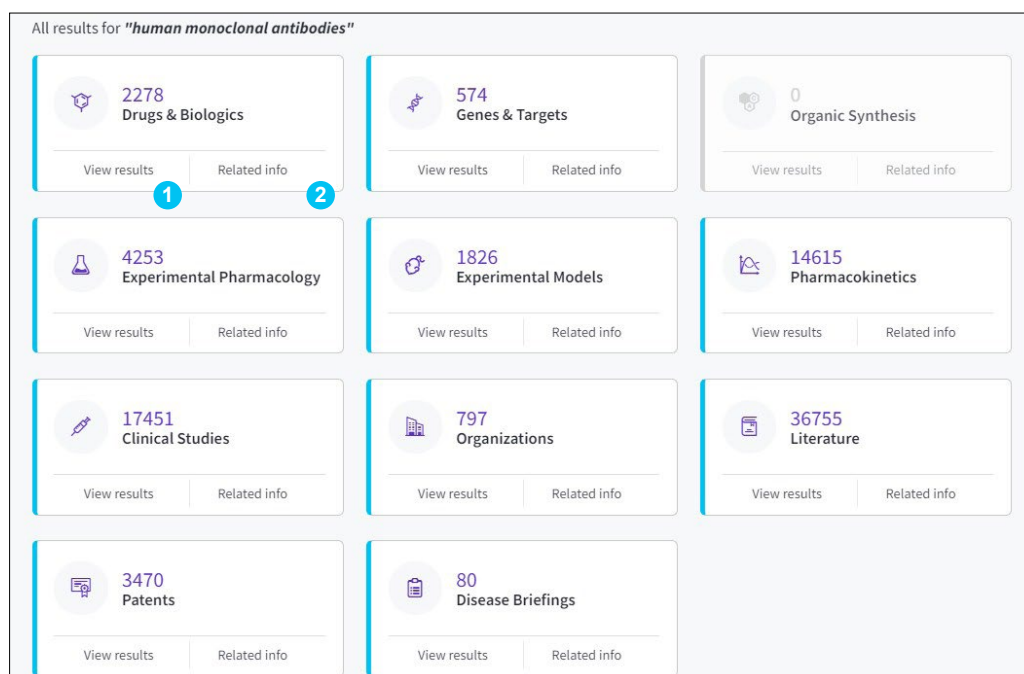 All results for "human monoclonal antibodies"
2278
Drugs & Biologics
View results Related info
1 2
574
Genes & Targets
View results Related info
0
Organic Synthesis
View results Related info
4253
Experimental Pharmacology
View results Related info
1826
Experimental Models
View results Related info
14615
Pharmacokinetics
View results Related info
17451
Clinical Studies
View results Related info
797
Organizations
View results Related info
36755
Literature
View results Related info
3470
Patents
View results Related info
80
Disease Briefings
View results Related info